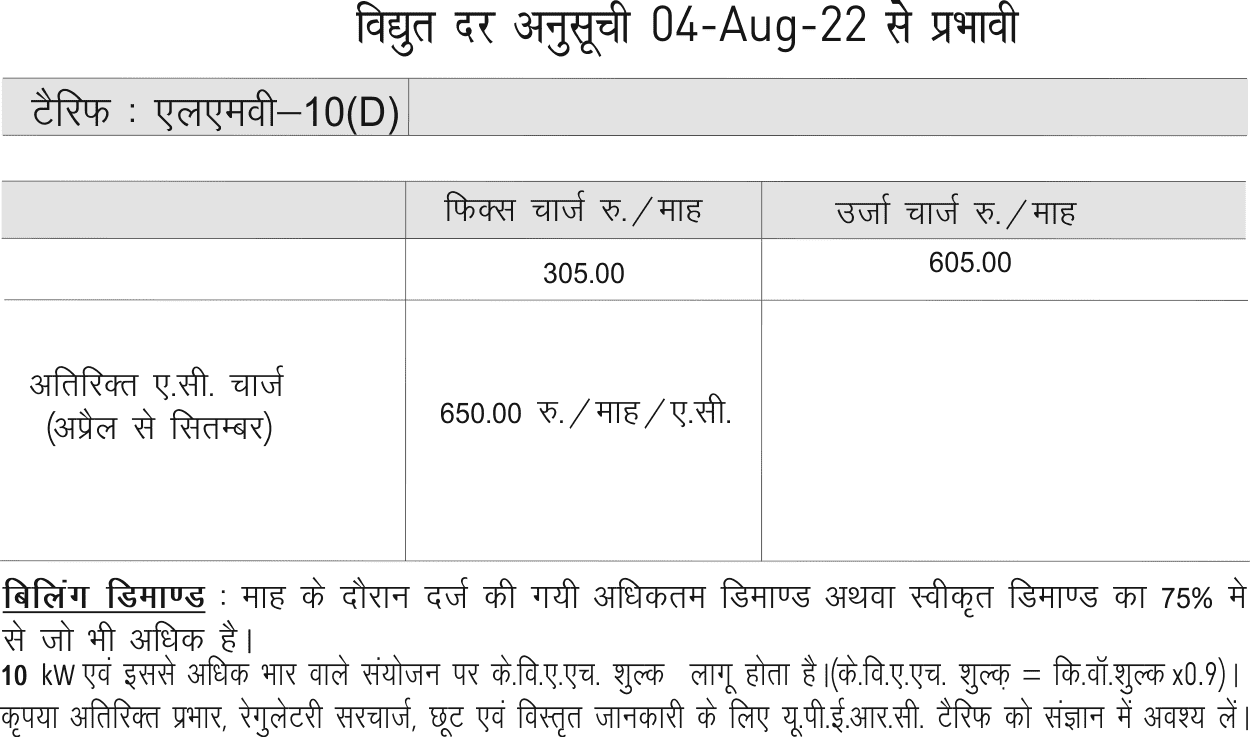 विद्युत दर अनुसूची 04-Aug-22 से प्रभावी
टैरिफ : एलएमवी–10(D)
फिक्स चार्ज रु./माह उर्जा चार्ज रु./माह
305.00 605.00
अतिरिक्त ए.सी. चार्ज
(अप्रैल से सितम्बर)
650.00 रु./माह/ए.सी.
बिलिंग डिमाण्ड : माह के दौरान दर्ज की गयी अधिकतम डिमाण्ड अथवा स्वीकृत डिमाण्ड का 75% मे
से जो भी अधिक है।
10 kW एवं इससे अधिक भार वाले संयोजन पर के.वि.ए.एच. शुल्क लागू होता है।(के.वि.ए.एच. शुल्क़ = कि.वॉ.शुल्क x0.9)।
कृपया अतिरिक्त प्रभार, रेगुलेटरी सरचार्ज, छूट एवं विस्तृत जानकारी के लिए यू.पी.ई.आर.सी. टैरिफ को संज्ञान में अवश्य लें।